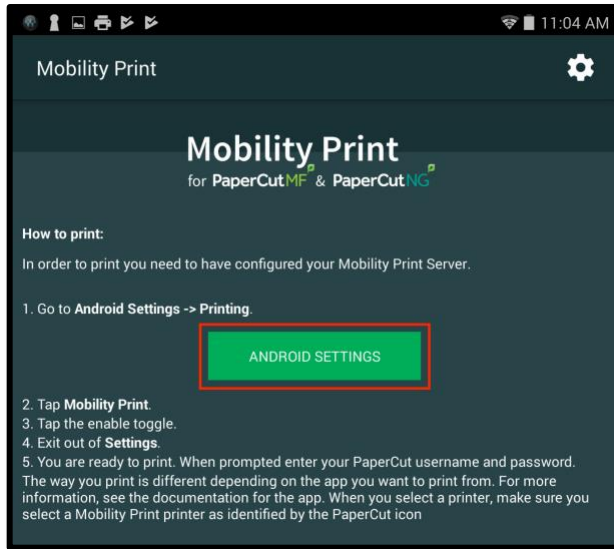 11:04 AM
Mobility Print
Mobility Print
for PaperCutMF & PaperCutNG
How to print:
In order to print you need to have configured your Mobility Print Server.
1. Go to Android Settings -> Printing.
ANDROID SETTINGS
2. Tap Mobility Print.
3. Tap the enable toggle.
4. Exit out of Settings.
5. You are ready to print. When prompted enter your PaperCut username and password.
The way you print is different depending on the app you want to print from. For more
information, see the documentation for the app. When you select a printer, make sure you
select a Mobility Print printer as identified by the PaperCut icon